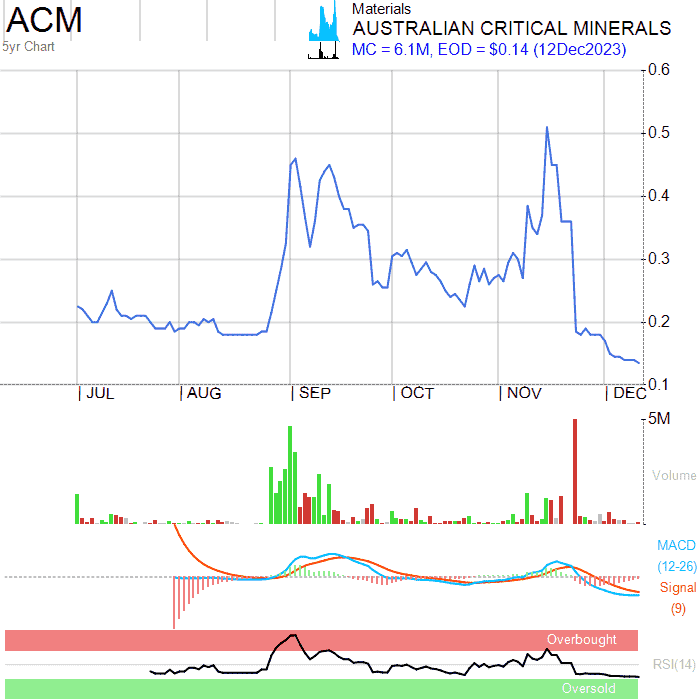 ACM
5yr Chart
Materials
AUSTRALIAN CRITICAL MINERALS
MC = 6.1M, EOD = $0.14 (12Dec2023)
0.6
0.5
0.4
0.3
0.2
0.1
JUL AUG SEP OCT NOV DEC
5M
Volume
MACD
(12-26)
Signal
(9)
Overbought
RSI(14)
Oversold